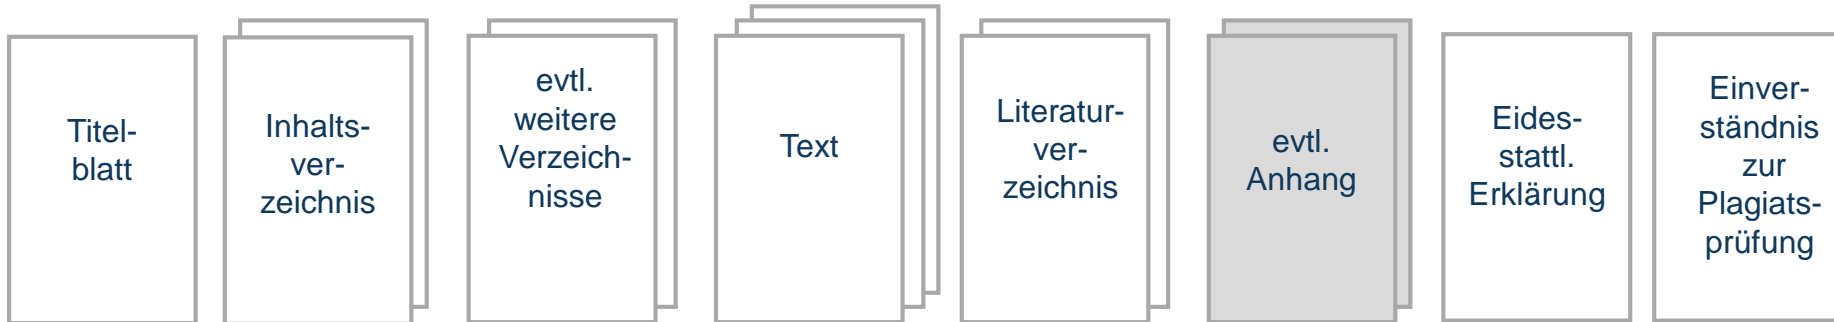 Titel-
blatt
Inhalts-
ver-
zeichnis
evtl.
weitere
Verzeich-
nisse
Text
Literatur-
ver-
zeichnis
evtl.
Anhang
Eides-
stattl.
Erklärung
Einver-
ständnis
zur
Plagiats-
prüfung